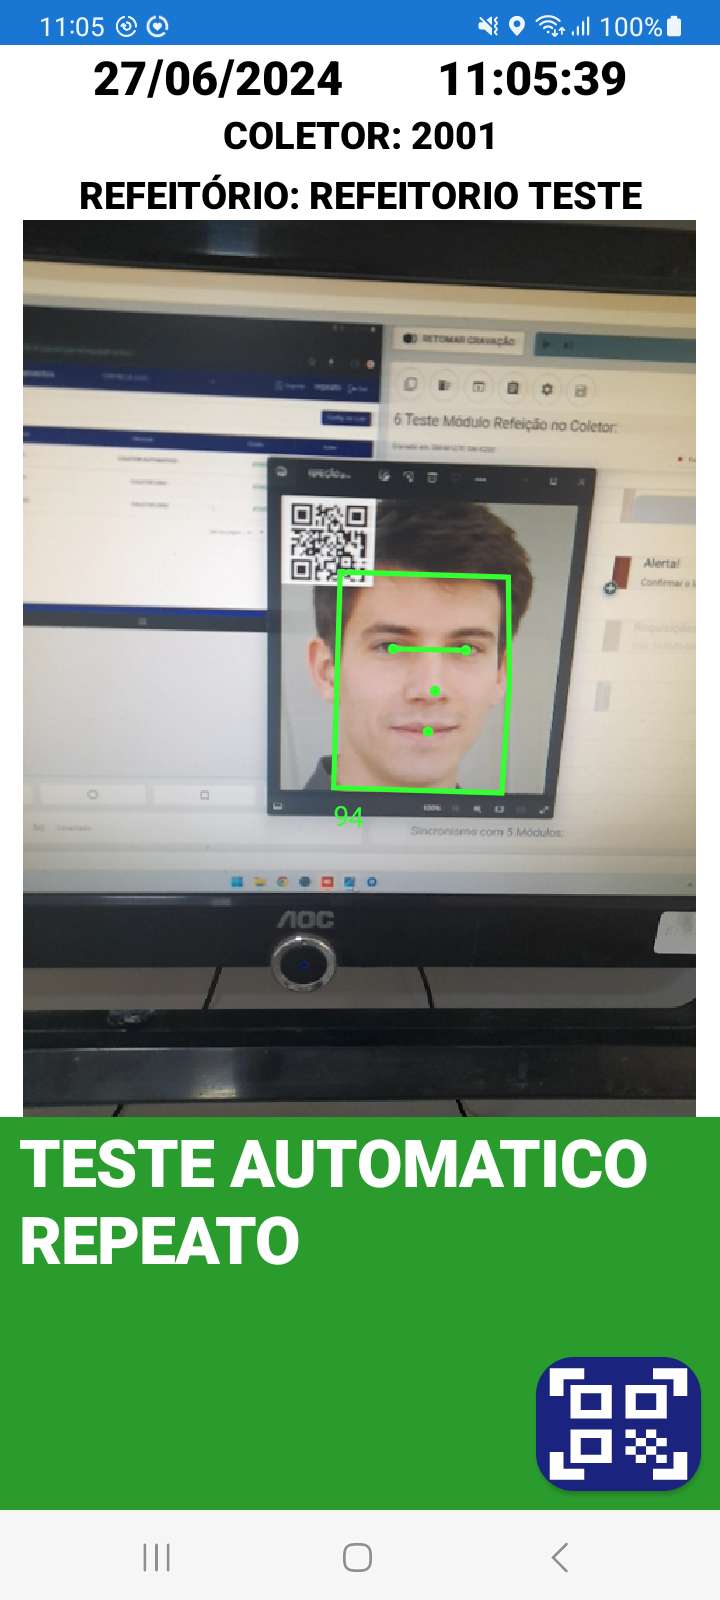 11:05 100%
27/06/2024 11:05:39
COLETOR: 2001
REFEITÓRIO: REFEITORIO TESTE
RETOMAR GRAVAÇÃO
6 Teste Módulo Refeição no Coletor:
Alerta!
100%
94
Sincronismo com 5 Módulos:
AOC
TESTE AUTOMATICO
REPEATO